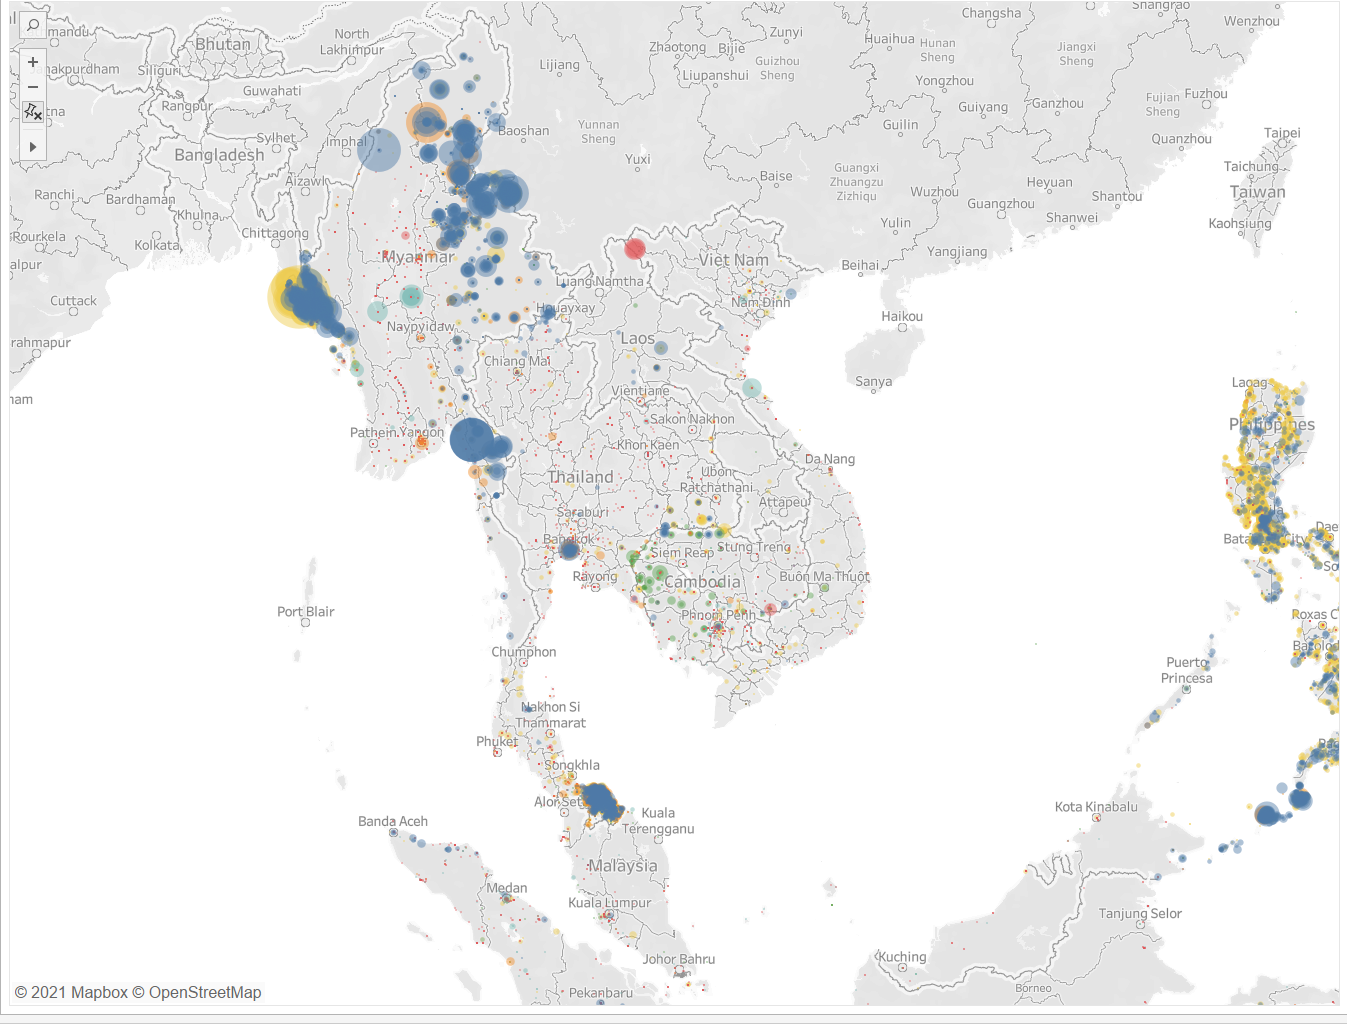 Changsha
Shangrao
Wenzhou
mandu
Bhutan
North
Lakhimpur
Zhaotong
Bijie
Zunyi
Huaihua
Hunan
Sheng
Jiangxi
Sheng
Janakpurdham
Siliguri
Lijiang
Liupanshui
Guizhou
Sheng
Yongzhou
Guwahati
Rangpur
Guiyang
Ganzhou
Fujian
Sheng
Fuzhou
tna
Sylhet
Imphal
Baoshan
Yunnan
Sheng
Guilin
Quanzhou
Taipei
Bangladesh
Yuxi
Taichung
Aizawl
Baise
Guangxi
Zhuangzu
Zizhiqu
Wuzhou
Heyuan
Shantou
Taiwan
Ranchi
Bardhaman
Khulna
Guangzhou
Shanwei
Kaohsiung
Rourkela
Kolkata
Chittagong
Yulin
Yangjiang
aipur
Myanmar
Viet Nam
Beihai
Cuttack
Luang Namtha
Nam Dinh
Houayxay
Haikou
Naypyidaw
rahmapur
Laos
Chiang Mai
Sanya
ham
Vientiane
Laoag
Sakon Nakhon
Philippines
Pathein
Yangon
Khon Kaen
Da Nang
Thailand
Ubon
Ratchathani
Attapeu
Saraburi
Dae
Bangkok
Siem Reap
Stung Treng
Bata
City
So
Rayong
Cambodia
Buôn Ma Thuột
Port Blair
Phnom Penh
Roxas C
Chumphon
Bacolod
Puerto
Princesa
Nakhon Si
Thammarat
Phuket
Songkhla
Alor Seta
Kuala
Terengganu
Kota Kinabalu
Banda Aceh
Malaysia
Medan
Kuala Lumpur
Tanjung Selor
Johor Bahru
Kuching
Pekanbaru
Borneo
© 2021 Mapbox © OpenStreetMap